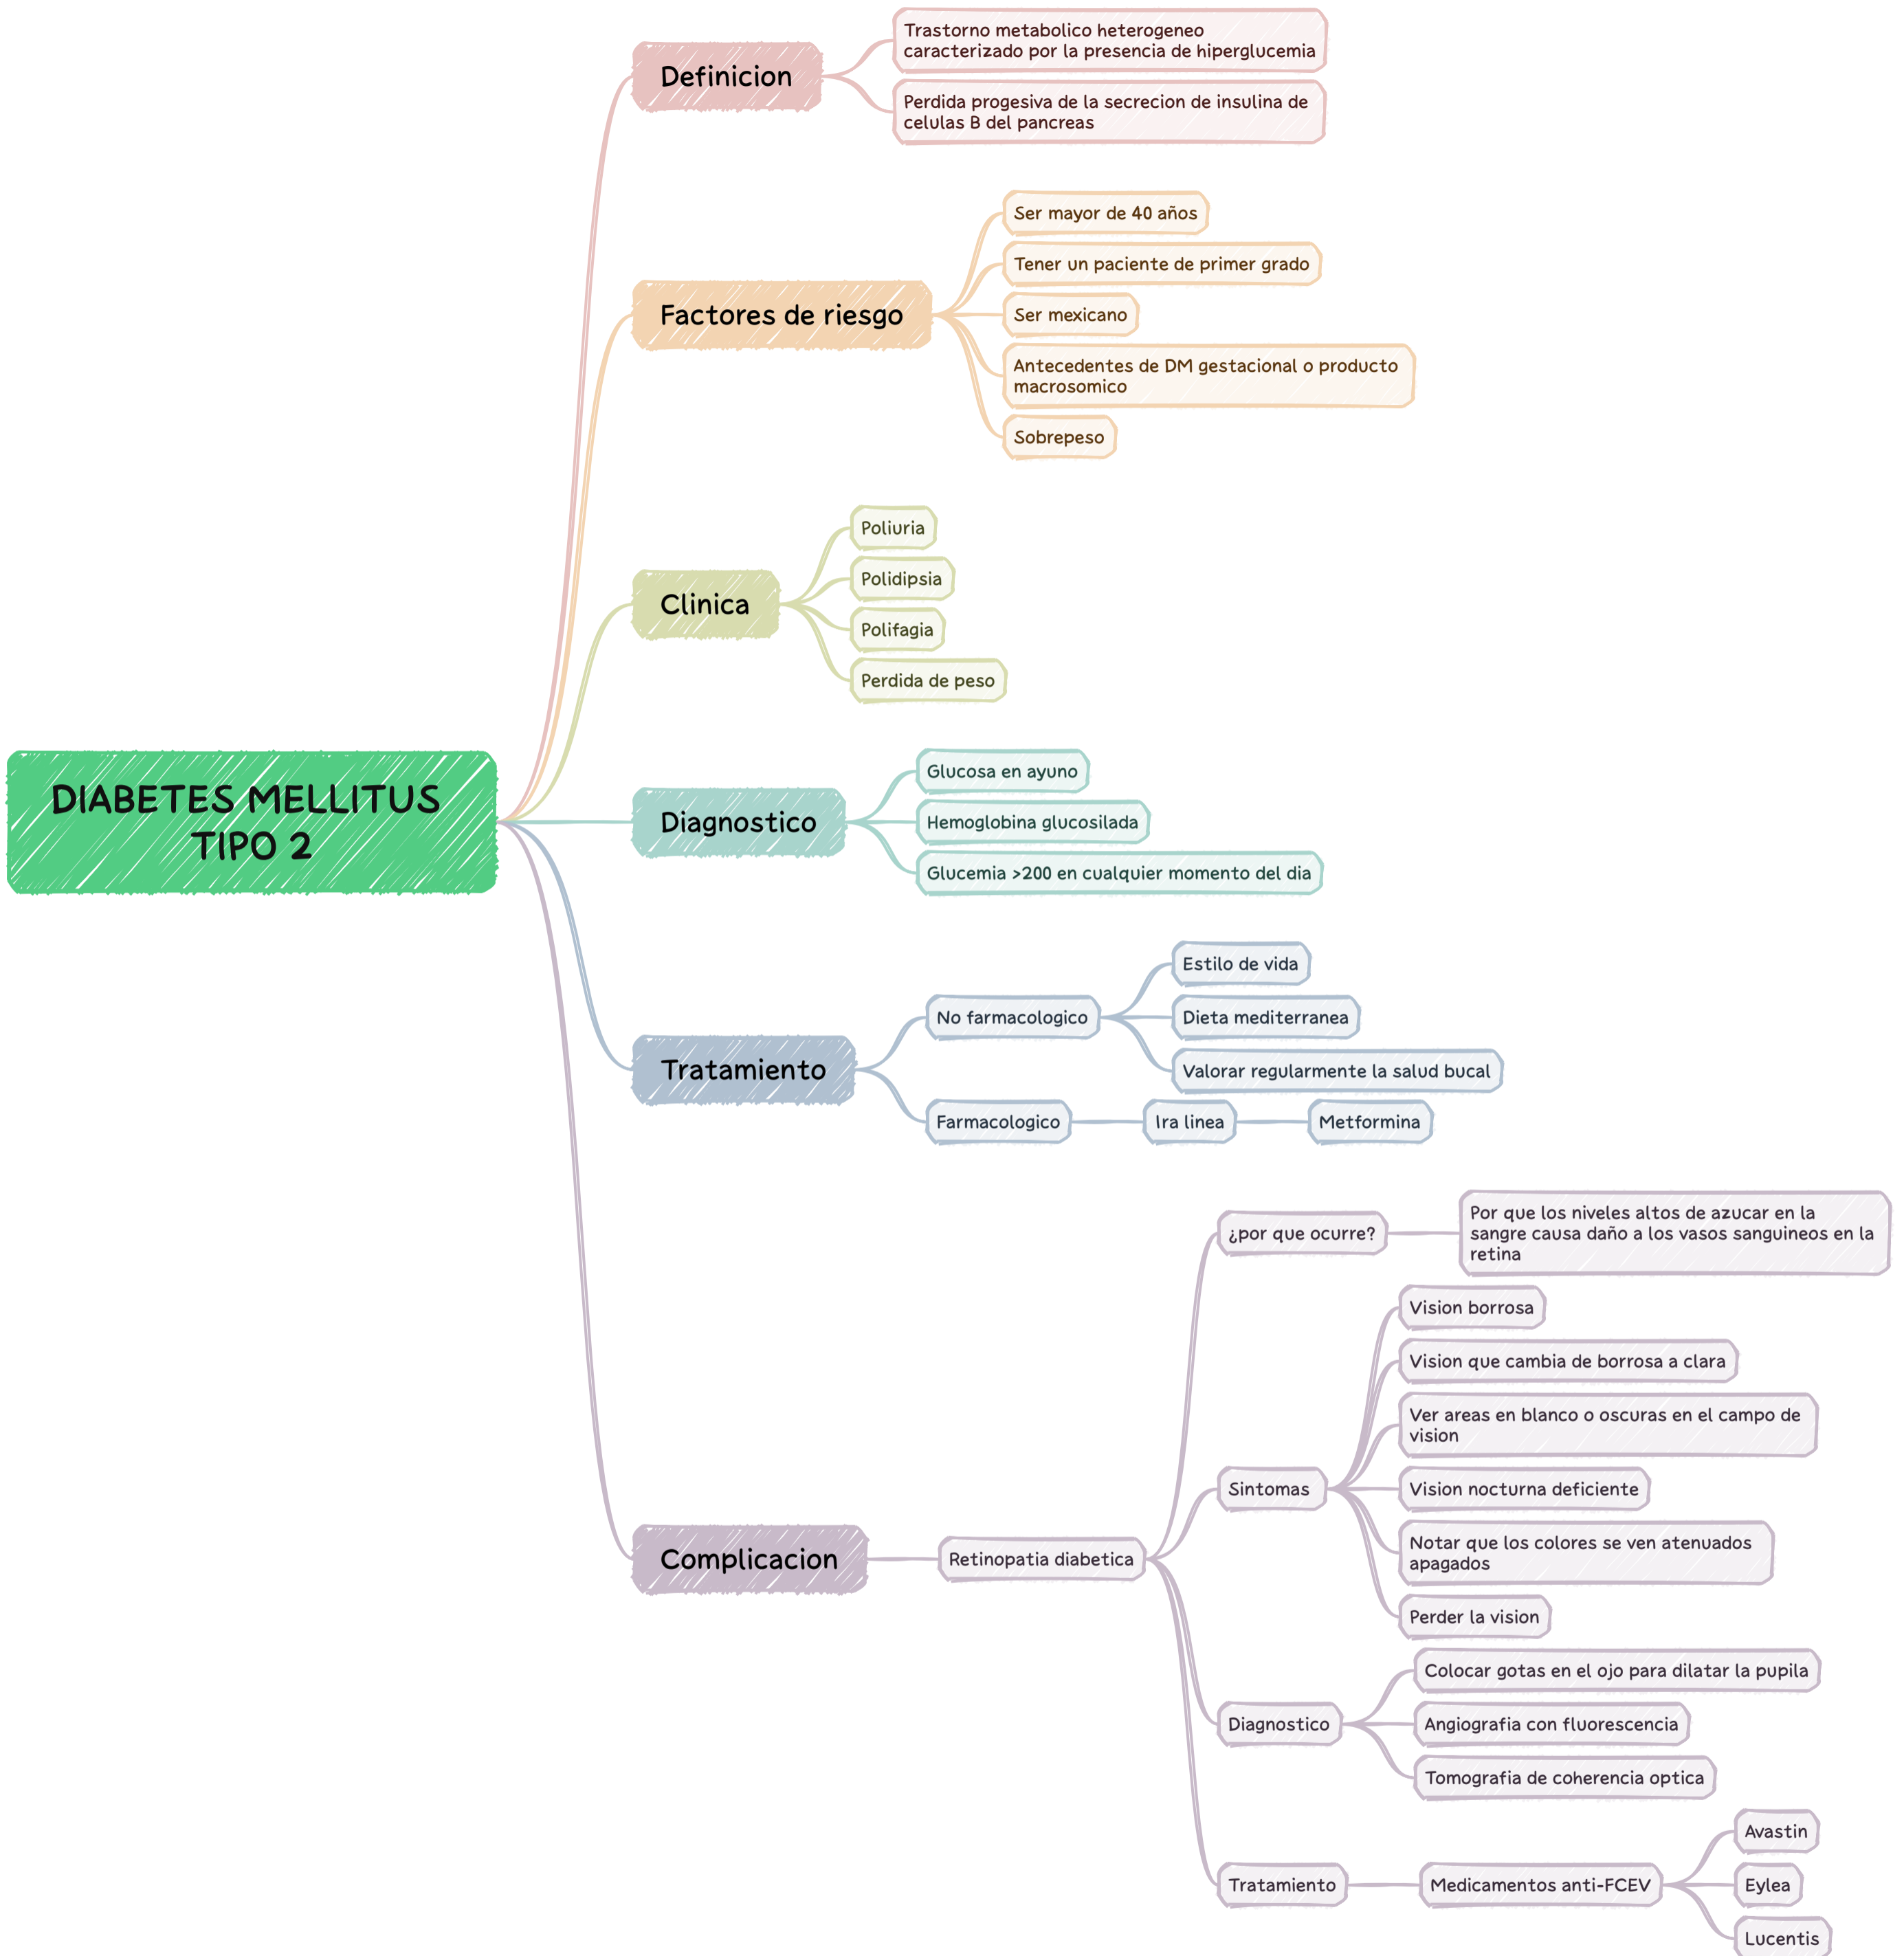 DIABETES MELLITUS
TIPO 2
Definicion
Trastorno metabolico heterogeneo
caracterizado por la presencia de hiperglucemia
Perdida progesiva de la secrecion de insulina de
celulas B del pancreas
Factores de riesgo
Ser mayor de 40 años
Tener un paciente de primer grado
Ser mexicano
Antecedentes de DM gestacional o producto
macrosomico
Sobrepeso
Clinica
Poliuria
Polidipsia
Polifagia
Perdida de peso
Diagnostico
Glucosa en ayuno
Hemoglobina glucosilada
Glucemia >200 en cualquier momento del dia
Tratamiento
No farmacologico
Estilo de vida
Dieta mediterranea
Valorar regularmente la salud bucal
Farmacologico
Ira linea
Metformina
Complicacion
Retinopatia diabetica
¿por que ocurre?
Por que los niveles altos de azucar en la
sangre causa daño a los vasos sanguineos en la
retina
Sintomas
Vision borrosa
Vision que cambia de borrosa a clara
Ver areas en blanco o oscuras en el campo de
vision
Vision nocturna deficiente
Notar que los colores se ven atenuados
apagados
Perder la vision
Diagnostico
Colocar gotas en el ojo para dilatar la pupila
Angiografia con fluorescencia
Tomografia de coherencia optica
Tratamiento
Medicamentos anti-FCEV
Avastin
Eylea
Lucentis